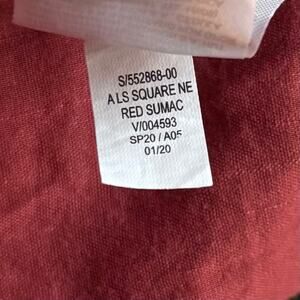 S/552868-00
A LS SQUARE NE
RED SUMAC
V/004593
SP20 / A05
01/20